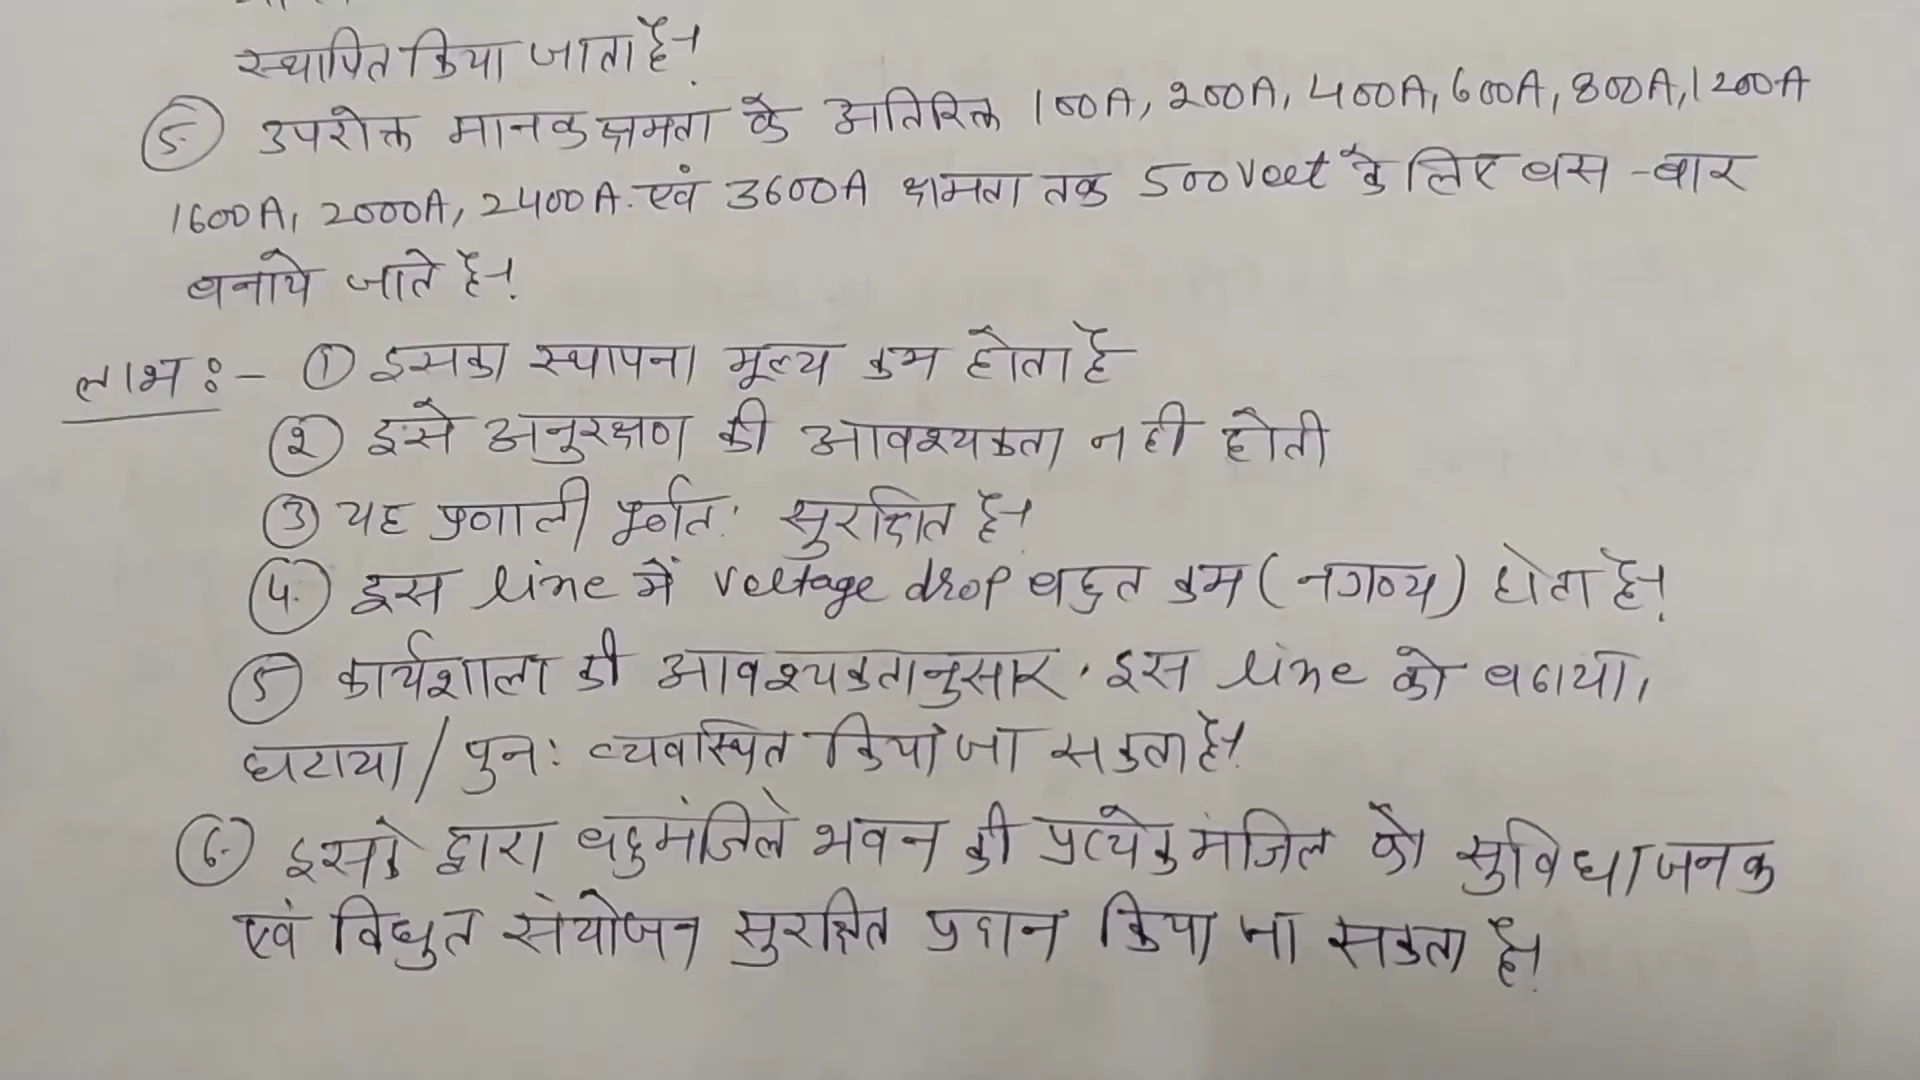 स्थापित किया जाता है।
5. उपरोक्त मानक क्षमता के अतिरिक्त 100A, 200A, 400A, 600A, 800A, 1200A
1600A, 2000A, 2400A. एवं 3600A क्षमता तक 500 volt के लिए बस-बार
बनाये जाते है।
लाभ :- ① इसका स्थापना मूल्य कम होता है
② इसे अनुरक्षण की आवश्यकता नही होती
③ यह प्रणाली पूर्णतः सुरक्षित है।
4. इस line में voltage drop बहुत कम (नगण्य) होता है।
⑤ कार्यशाला की आवश्यकतानुसार, इस line को बढाया,
घटाया / पुनः व्यवस्थित किया जा सकता है।
6. इसके द्वारा बहुमंजिले भवन की प्रत्येक मंजिल को सुविधाजनक
एवं विधुत संयोजन सुरक्षित प्रदान किया जा सकता है।